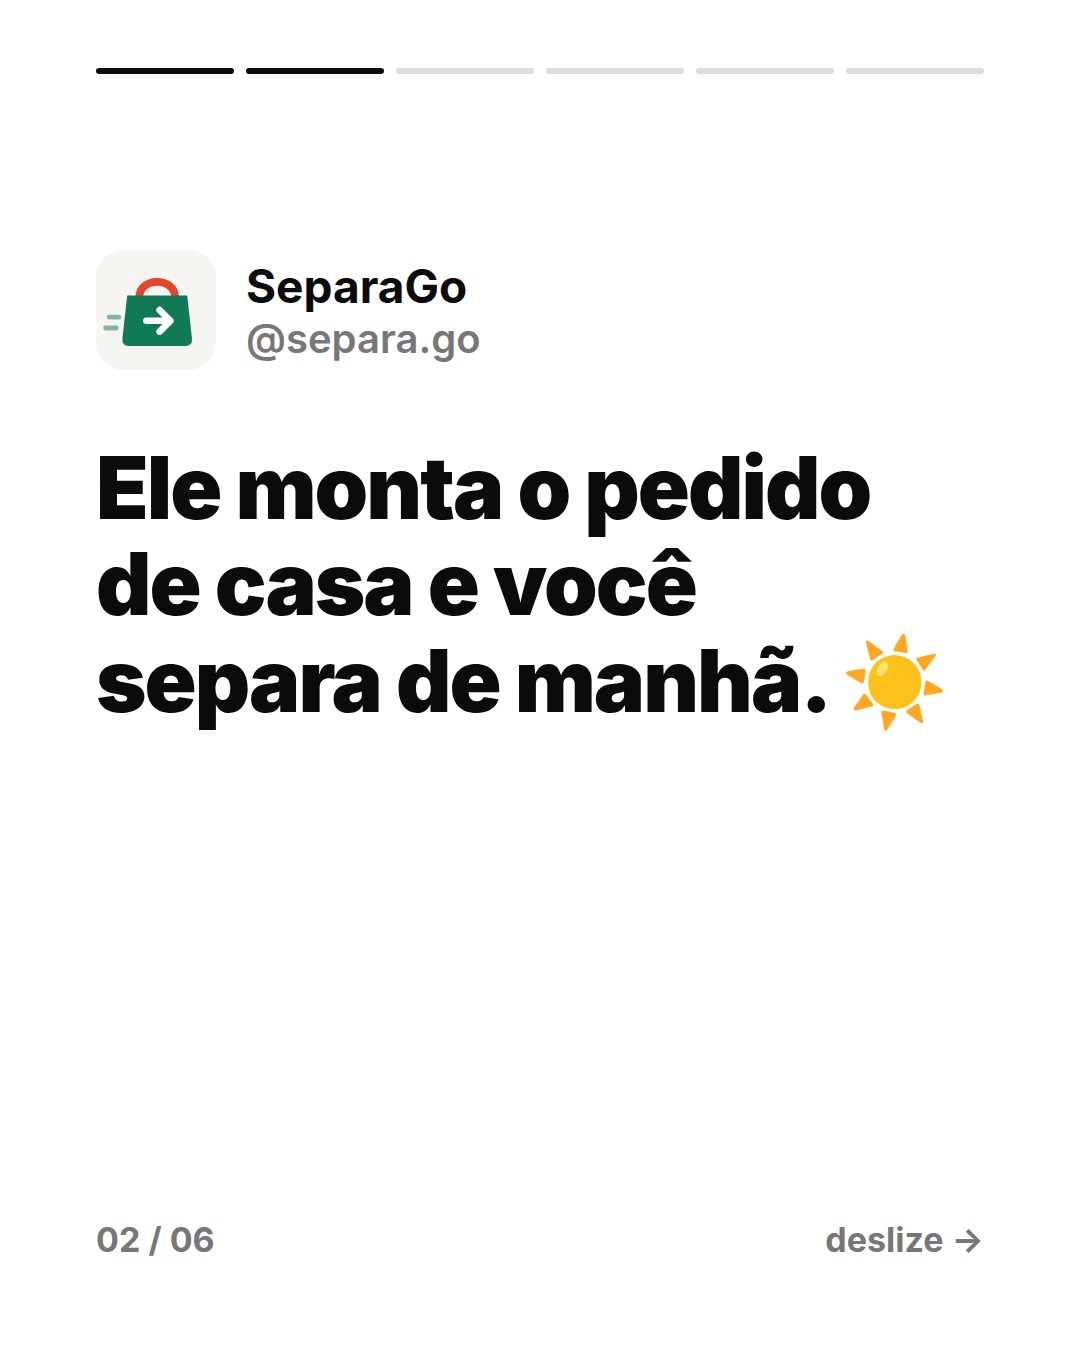 SeparaGo
@separa.go
Ele monta o pedido
de casa e você
separa de manhã. ☀️
02 / 06
deslize →